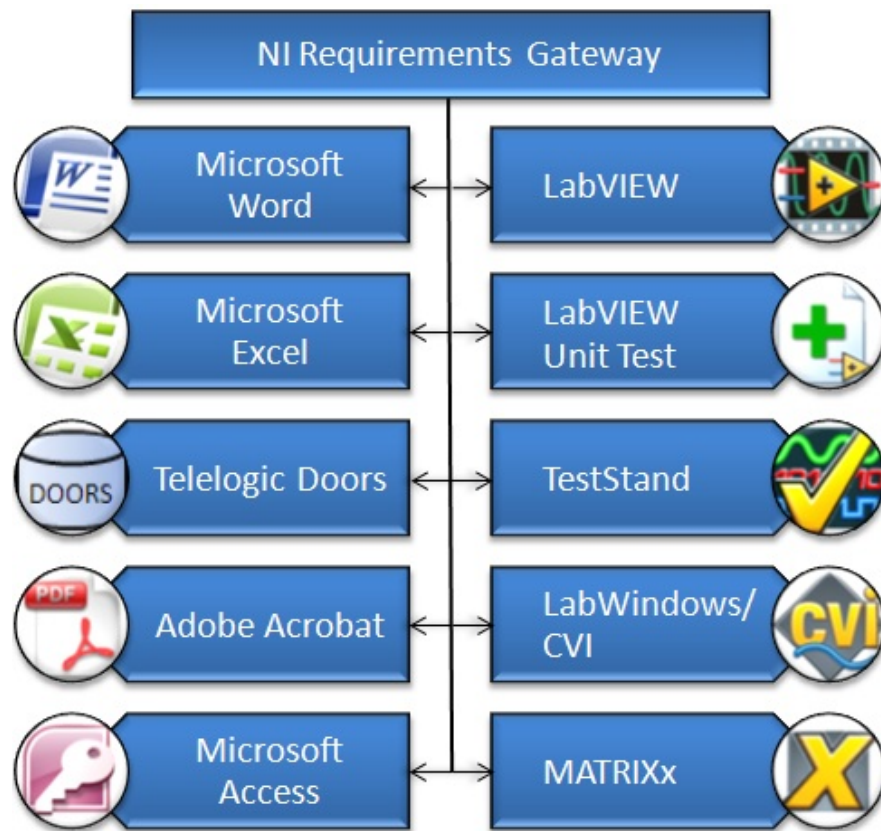 NI Requirements Gateway
Microsoft
Word
LabVIEW
Microsoft
Excel
LabVIEW
Unit Test
DOORS
Telelogic Doors
TestStand
PDF
Adobe Acrobat
LabWindows/
CVI
CVI
Microsoft
Access
MATRIXx
X